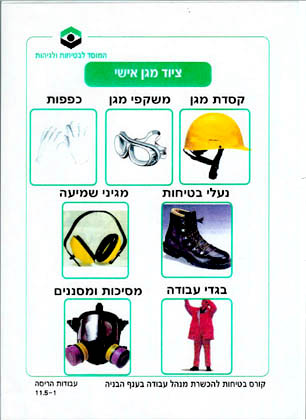 המוסד לבטיחות ולגיהות
ציוד מגן אישי
קסדת מגן
משקפי מגן
כפפות
נעלי בטיחות
מגיני שמיעה
בגדי עבודה
מסיכות ומסננים
קורס בטיחות להכשרת מנהל עבודה בענף הבניה
עבודות הריסה
11.5-1